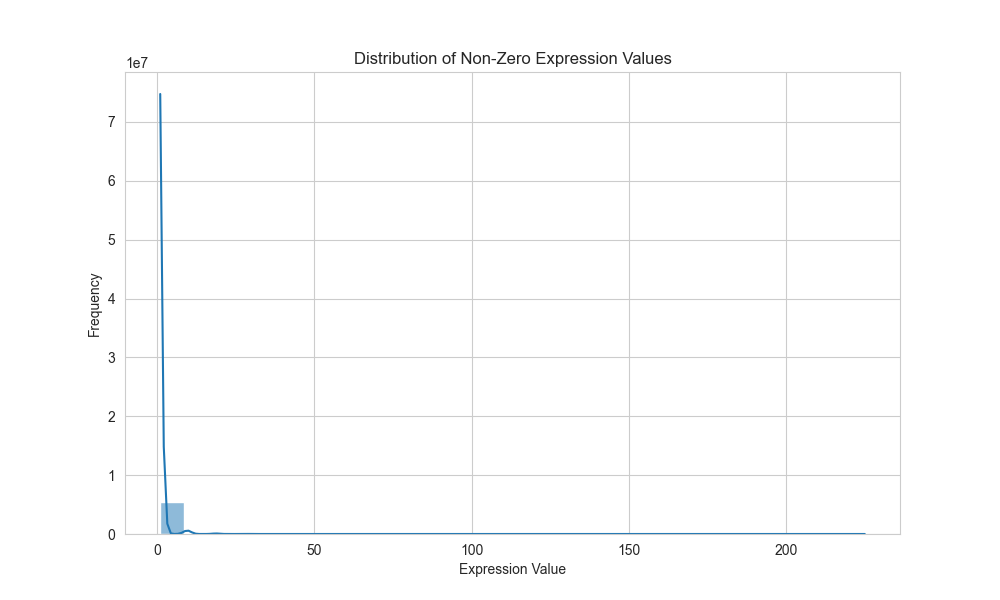 Distribution of Non-Zero Expression Values
1e7
7
6
5
4
3
2
1
0
Frequency
0 50 100 150 200
Expression Value